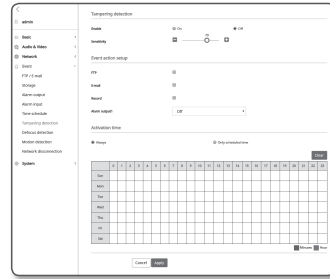 admin
Basic
Audio & Video
Network
Event
FTP / E-mail
Storage
Alarm output
Alarm input
Time schedule
Tampering detection
Defocus detection
Motion detection
Network disconnection
System
Tampering detection
Enable
On
Off
Sensitivity
Event action setup
FTP
E-mail
Record
Alarm output1
Off
Activation time
Always
Only scheduled time
Clear
0 1 2 3 4 5 6 7 8 9 10 11 12 13 14 15 16 17 18 19 20 21 22 23
Sun
Mon
Tue
Wed
Thu
Fri
Sat
Minutes Hour
Cancel Apply